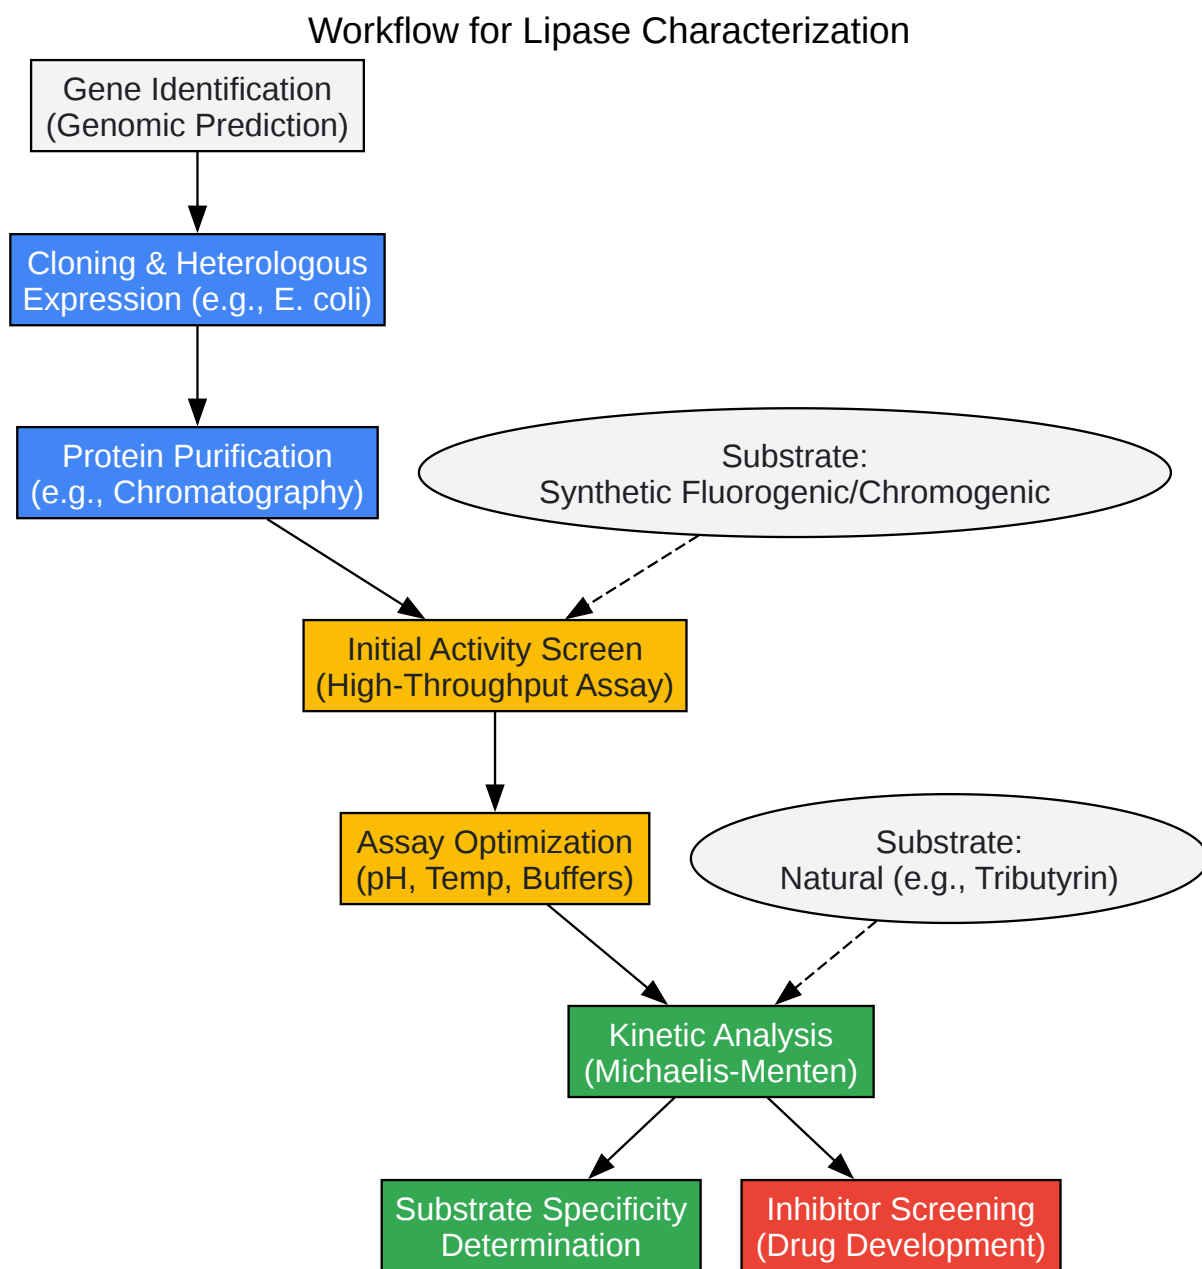 Workflow for Lipase Characterization
Gene Identification
(Genomic Prediction)
Cloning & Heterologous
Expression (e.g., E. coli)
Protein Purification
(e.g., Chromatography)
Substrate:
Synthetic Fluorogenic/Chromogenic
Initial Activity Screen
(High-Throughput Assay)
Assay Optimization
(pH, Temp, Buffers)
Substrate:
Natural (e.g., Tributyrin)
Kinetic Analysis
(Michaelis-Menten)
Substrate Specificity
Determination
Inhibitor Screening
(Drug Development)